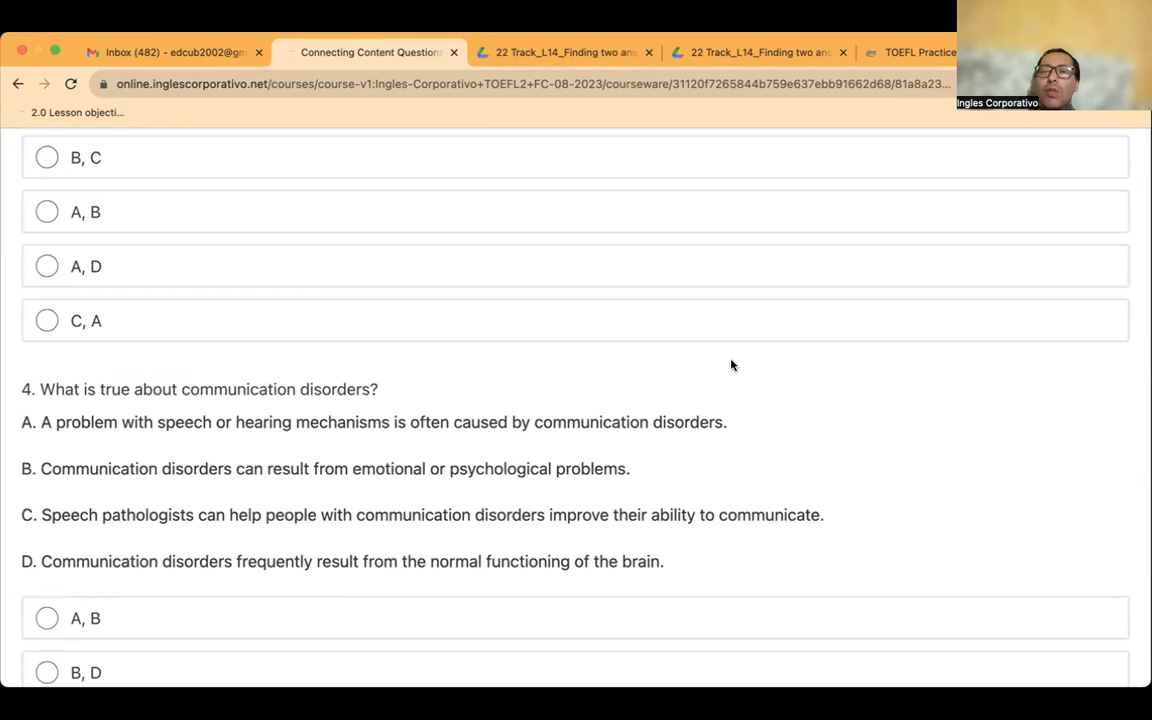 Inbox (482) - edcub2002@gm
Connecting Content Question
22 Track_L14_Finding two an
22 Track_L14_Finding two ans
TOEFL Practice
online.inglescorporativo.net/courses/course-v1:Ingles-Corporativo+TOEFL2+FC-08-2023/courseware/31120f7265844b759e637ebb91662d68/81a8a23...
Ingles Corporativo
2.0 Lesson objecti...
B, C
A, B
A, D
C, A
4. What is true about communication disorders?
A. A problem with speech or hearing mechanisms is often caused by communication disorders.
B. Communication disorders can result from emotional or psychological problems.
C. Speech pathologists can help people with communication disorders improve their ability to communicate.
D. Communication disorders frequently result from the normal functioning of the brain.
A, B
B, D